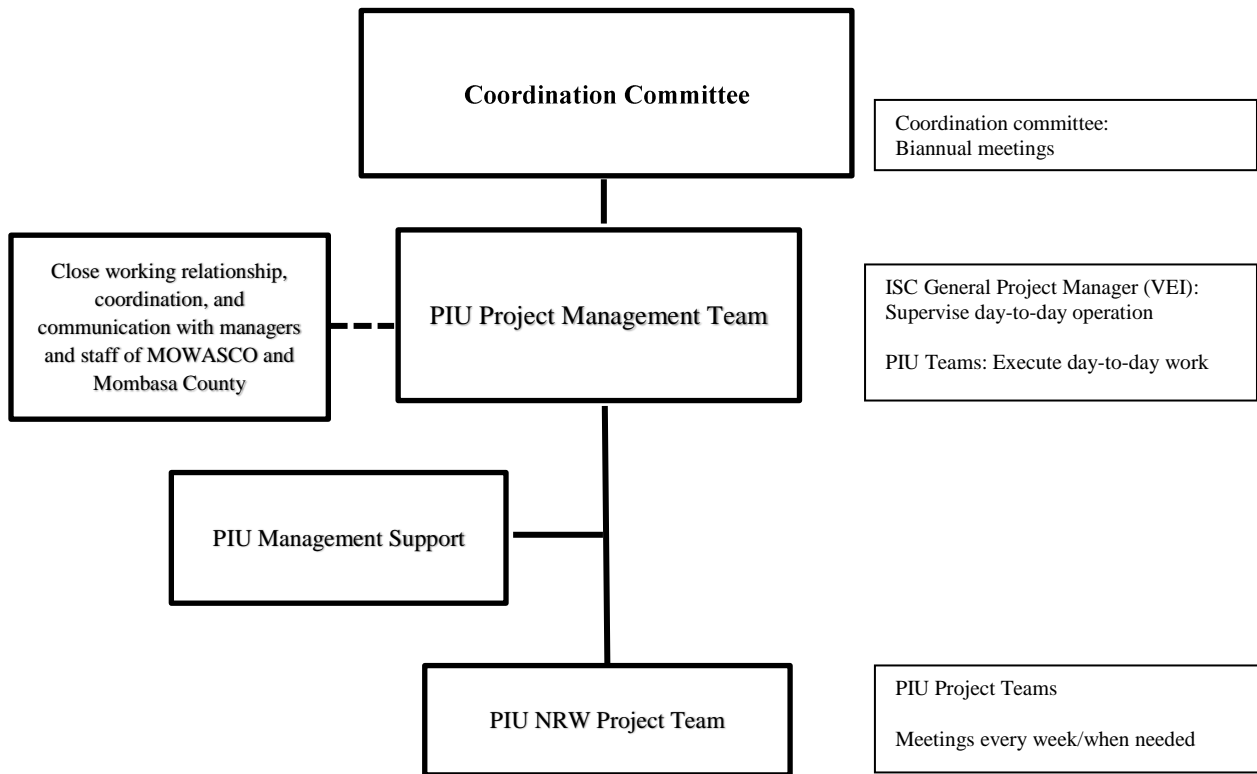 Coordination Committee
Coordination committee:
Biannual meetings
Close working relationship,
coordination, and
communication with managers
and staff of MOWASCO and
Mombasa County
PIU Project Management Team
ISC General Project Manager (VEI):
Supervise day-to-day operation
PIU Teams: Execute day-to-day work
PIU Management Support
PIU NRW Project Team
PIU Project Teams
Meetings every week/when needed